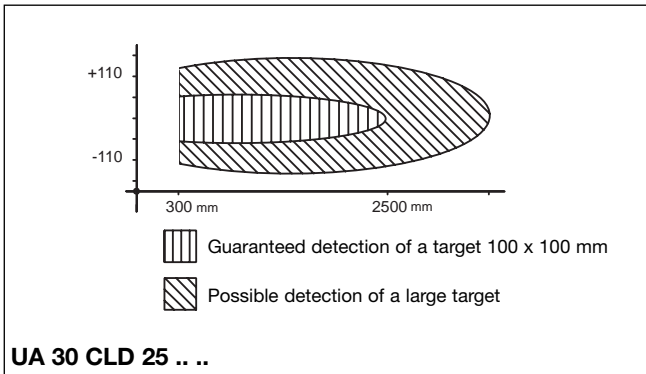 +110
-110
300 mm
2500 mm
Guaranteed detection of a target 100 x 100 mm
Possible detection of a large target
UA 30 CLD 25 .. ..